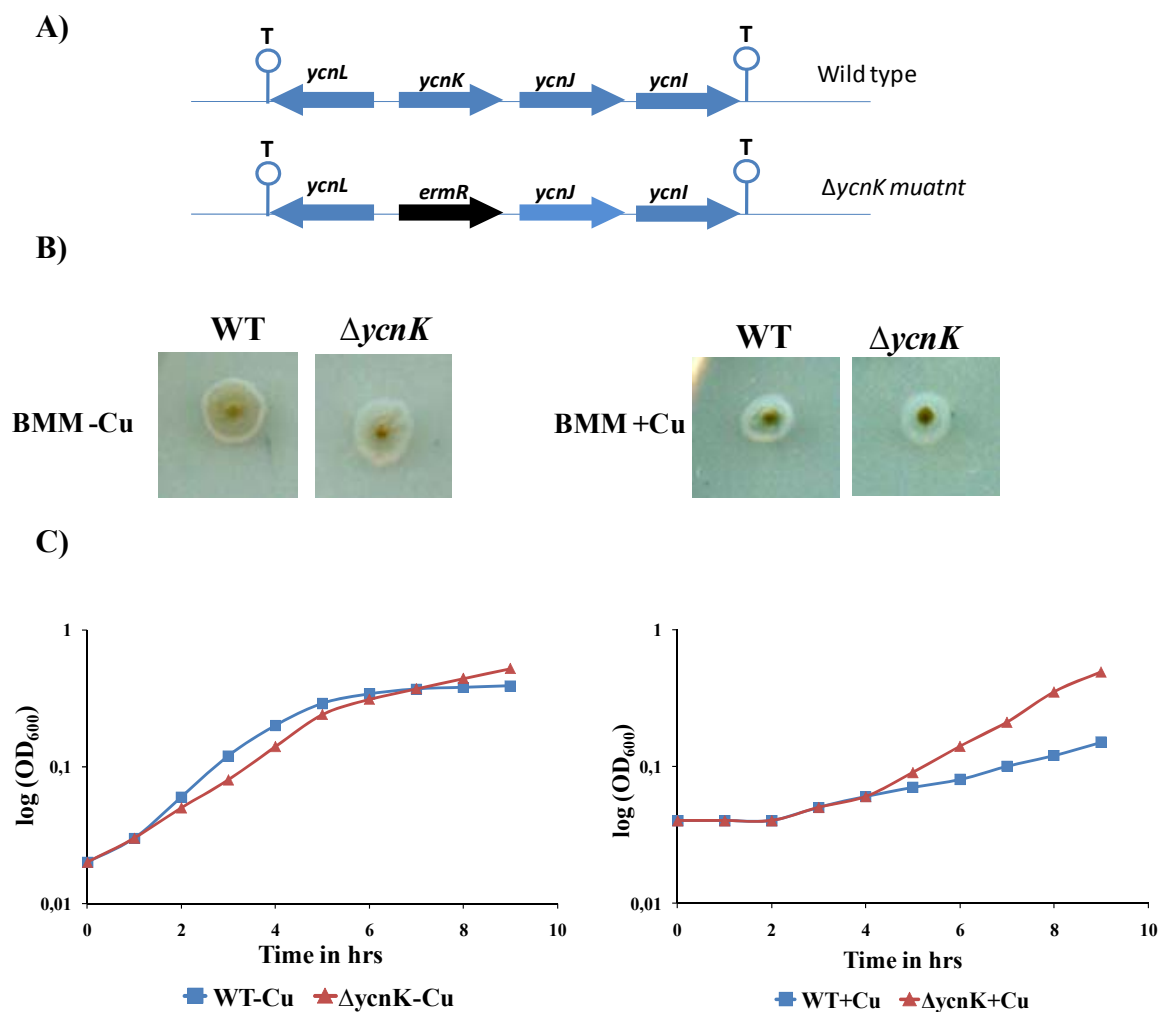 A)
T
T
ycnL
ycnK
ycnJ
ycnI
Wild type
T
T
ycnL
ermR
ycnJ
ycnI
ΔycnK muatnt
B)
WT
ΔycnK
WT
ΔycnK
BMM -Cu
BMM +Cu
C)
1
0,1
0,01
log (OD600)
0 2 4 6 8 10
Time in hrs
WT-Cu ΔycnK-Cu
1
0,1
0,01
log (OD600)
0 2 4 6 8 10
Time in hrs
WT+Cu ΔycnK+Cu